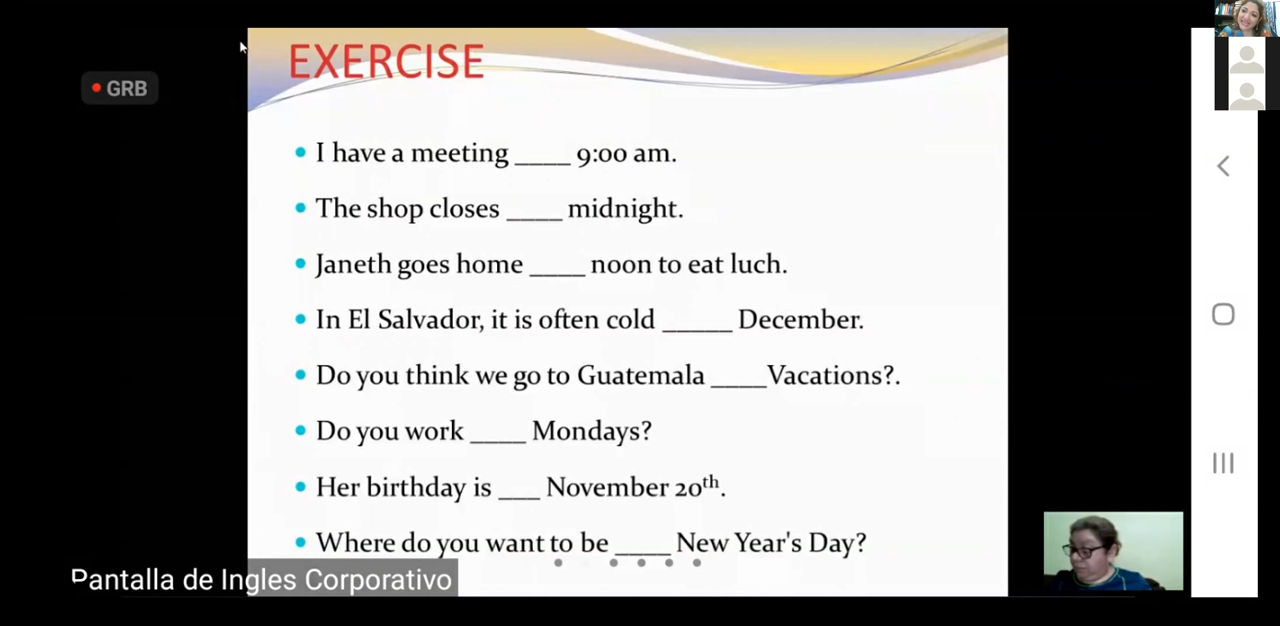 EXERCISE
GRB
I have a meeting ____ 9:00 am.
The shop closes ____ midnight.
Janeth goes home ____ noon to eat luch.
In El Salvador, it is often cold _____ December.
Do you think we go to Guatemala ____Vacations?.
Do you work ____ Mondays?
Her birthday is ___ November 20th.
Where do you want to be ____ New Year's Day?
Pantalla de Ingles Corporativo